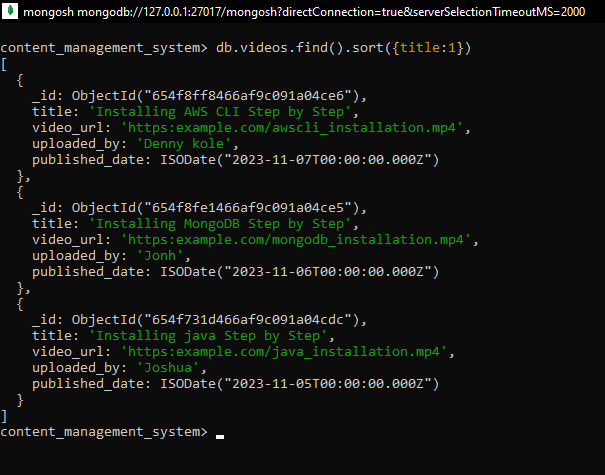 mongosh mongodb://127.0.0.1:27017/mongosh?directConnection=true&serverSelectionTimeoutMS=2000
content_management_system> db.videos.find().sort({title:1})
[
  {
    _id: ObjectId("654f8ff8466af9c091a04ce6"),
    title: 'Installing AWS CLI Step by Step',
    video_url: 'https:example.com/awscli_installation.mp4',
    uploaded_by: 'Denny kole',
    published_date: ISODate("2023-11-07T00:00:00.000Z")
  },
  {
    _id: ObjectId("654f8fe1466af9c091a04ce5"),
    title: 'Installing MongoDB Step by Step',
    video_url: 'https:example.com/mongodb_installation.mp4',
    uploaded_by: 'Jonh',
    published_date: ISODate("2023-11-06T00:00:00.000Z")
  },
  {
    _id: ObjectId("654f731d466af9c091a04cdc"),
    title: 'Installing java Step by Step',
    video_url: 'https:example.com/java_installation.mp4',
    uploaded_by: 'Joshua',
    published_date: ISODate("2023-11-05T00:00:00.000Z")
  }
]
content_management_system>